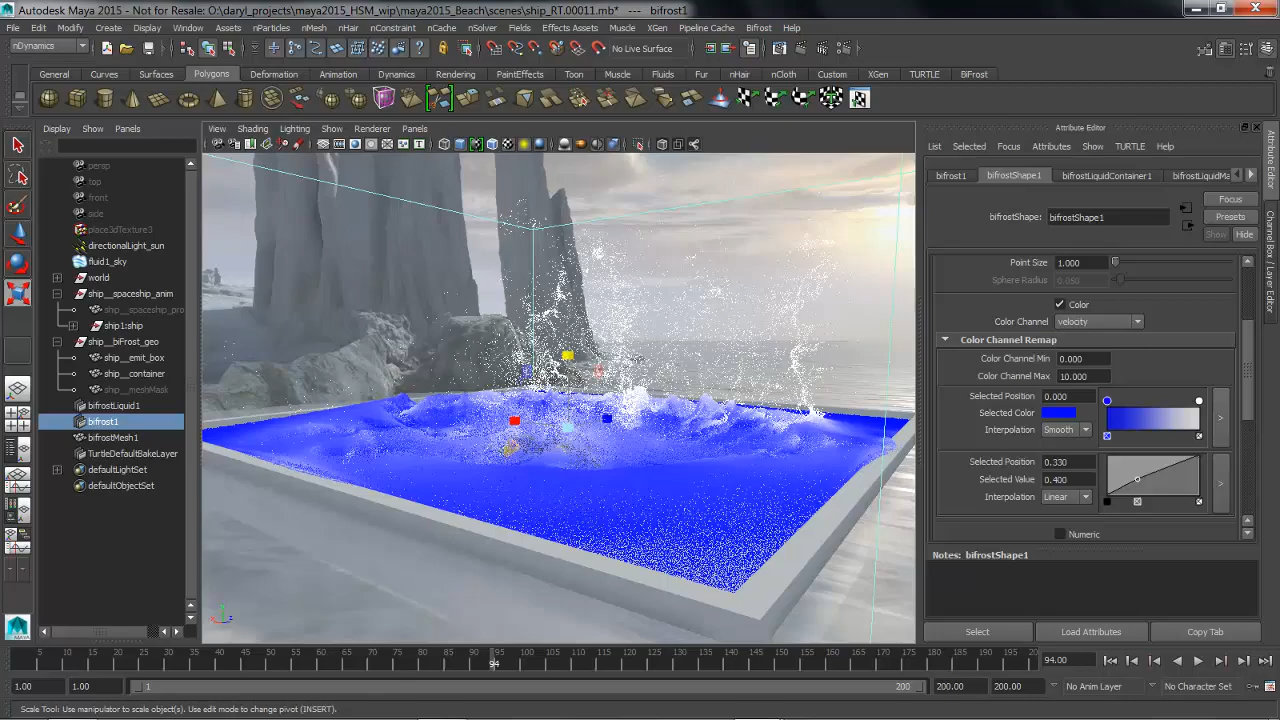 Autodesk Maya 2015 - Not for Resale: O:\daryl_projects\maya2015_HSM_wip\maya2015_Beach\scenes\ship_RT.00011.mb* --- bifrost1
File Edit Modify Create Display Window Assets nParticles nMesh nHair nConstraint nCache nSolver Fields Effects Assets Muscle XGen Pipeline Cache Bifrost Help
nDynamics No Live Surface
General Curves Surfaces Polygons Deformation Animation Dynamics Rendering PaintEffects Toon Muscle Fluids Fur nHair nCloth Custom XGen TURTLE BiFrost
Display Show Panels
persp
top
front
side
place3dTexture3
directionalLight_sun
fluid1_sky
world
ship__spaceship_anim
ship__spaceship_pro
ship1:ship
ship__bifrost_geo
ship__emit_box
ship__container
ship__meshMask
bifrostLiquid1
bifrost1
bifrostMesh1
TurtleDefaultBakeLayer
defaultLightSet
defaultObjectSet
View Shading Lighting Show Renderer Panels
Attribute Editor
List Selected Focus Attributes Show TURTLE Help
bifrost1 bifrostShape1 bifrostLiquidContainer1 bifrostLiquidMa
bifrostShape: bifrostShape1
Focus
Presets
Show Hide
Point Size 1.000
Sphere Radius 0.050
Color
Color Channel velocity
Color Channel Remap
Color Channel Min 0.000
Color Channel Max 10.000
Selected Position 0.000
Selected Color
Interpolation Smooth
>
Selected Position 0.330
Selected Value 0.400
Interpolation Linear
>
Numeric
Notes: bifrostShape1
Select Load Attributes Copy Tab
Attribute Editor
Channel Box / Layer Editor
5 10 15 20 25 30 35 40 45 50 55 60 65 70 75 80 85 90 95 100 105 110 115 120 125 130 135 140 145 150 155 160 165 170 175 180 185 190 195 20
94
94.00
1.00 1.00 1 200 200.00 200.00 No Anim Layer No Character Set
Scale Tool: Use manipulator to scale object(s). Use edit mode to change pivot (INSERT).